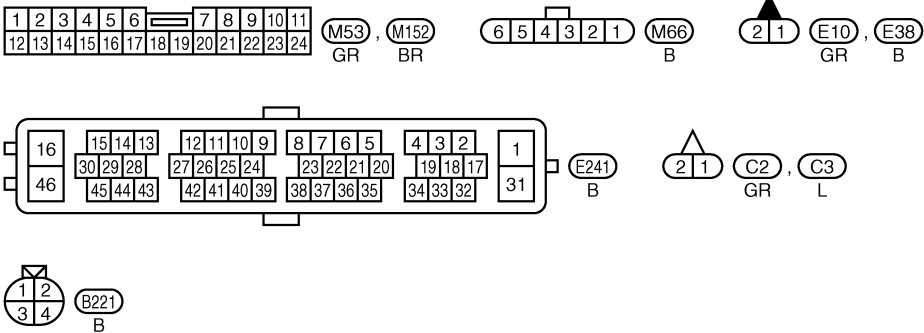 1 2 3 4 5 6 7 8 9 10 11
12 13 14 15 16 17 18 19 20 21 22 23 24
M53 , M152
GR BR
6 5 4 3 2 1 M66
B
2 1 E10 , E38
GR B
16 15 14 13 12 11 10 9 8 7 6 5 4 3 2 1
30 29 28 27 26 25 24 23 22 21 20 19 18 17
46 45 44 43 42 41 40 39 38 37 36 35 34 33 32 31
E241
B
2 1 C2 , C3
GR L
1 2
3 4
B221
B